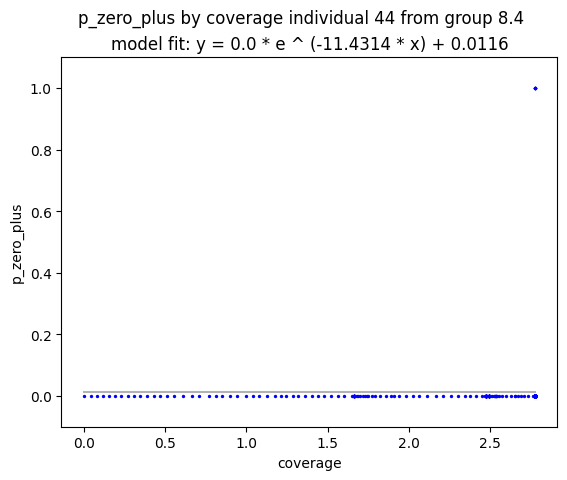 p_zero_plus by coverage individual 44 from group 8.4
model fit: y = 0.0 * e ^ (-11.4314 * x) + 0.0116
1.0
0.8
0.6
0.4
0.2
0.0
p_zero_plus
0.0 0.5 1.0 1.5 2.0 2.5
coverage